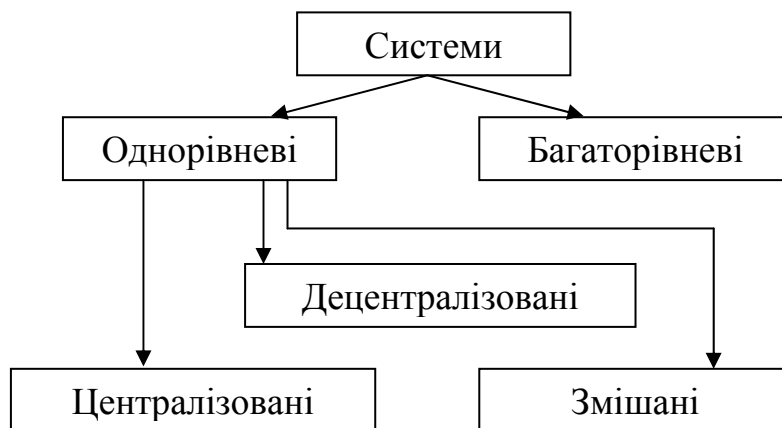 Системи
Однорівневі
Багаторівневі
Децентралізовані
Централізовані
Змішані